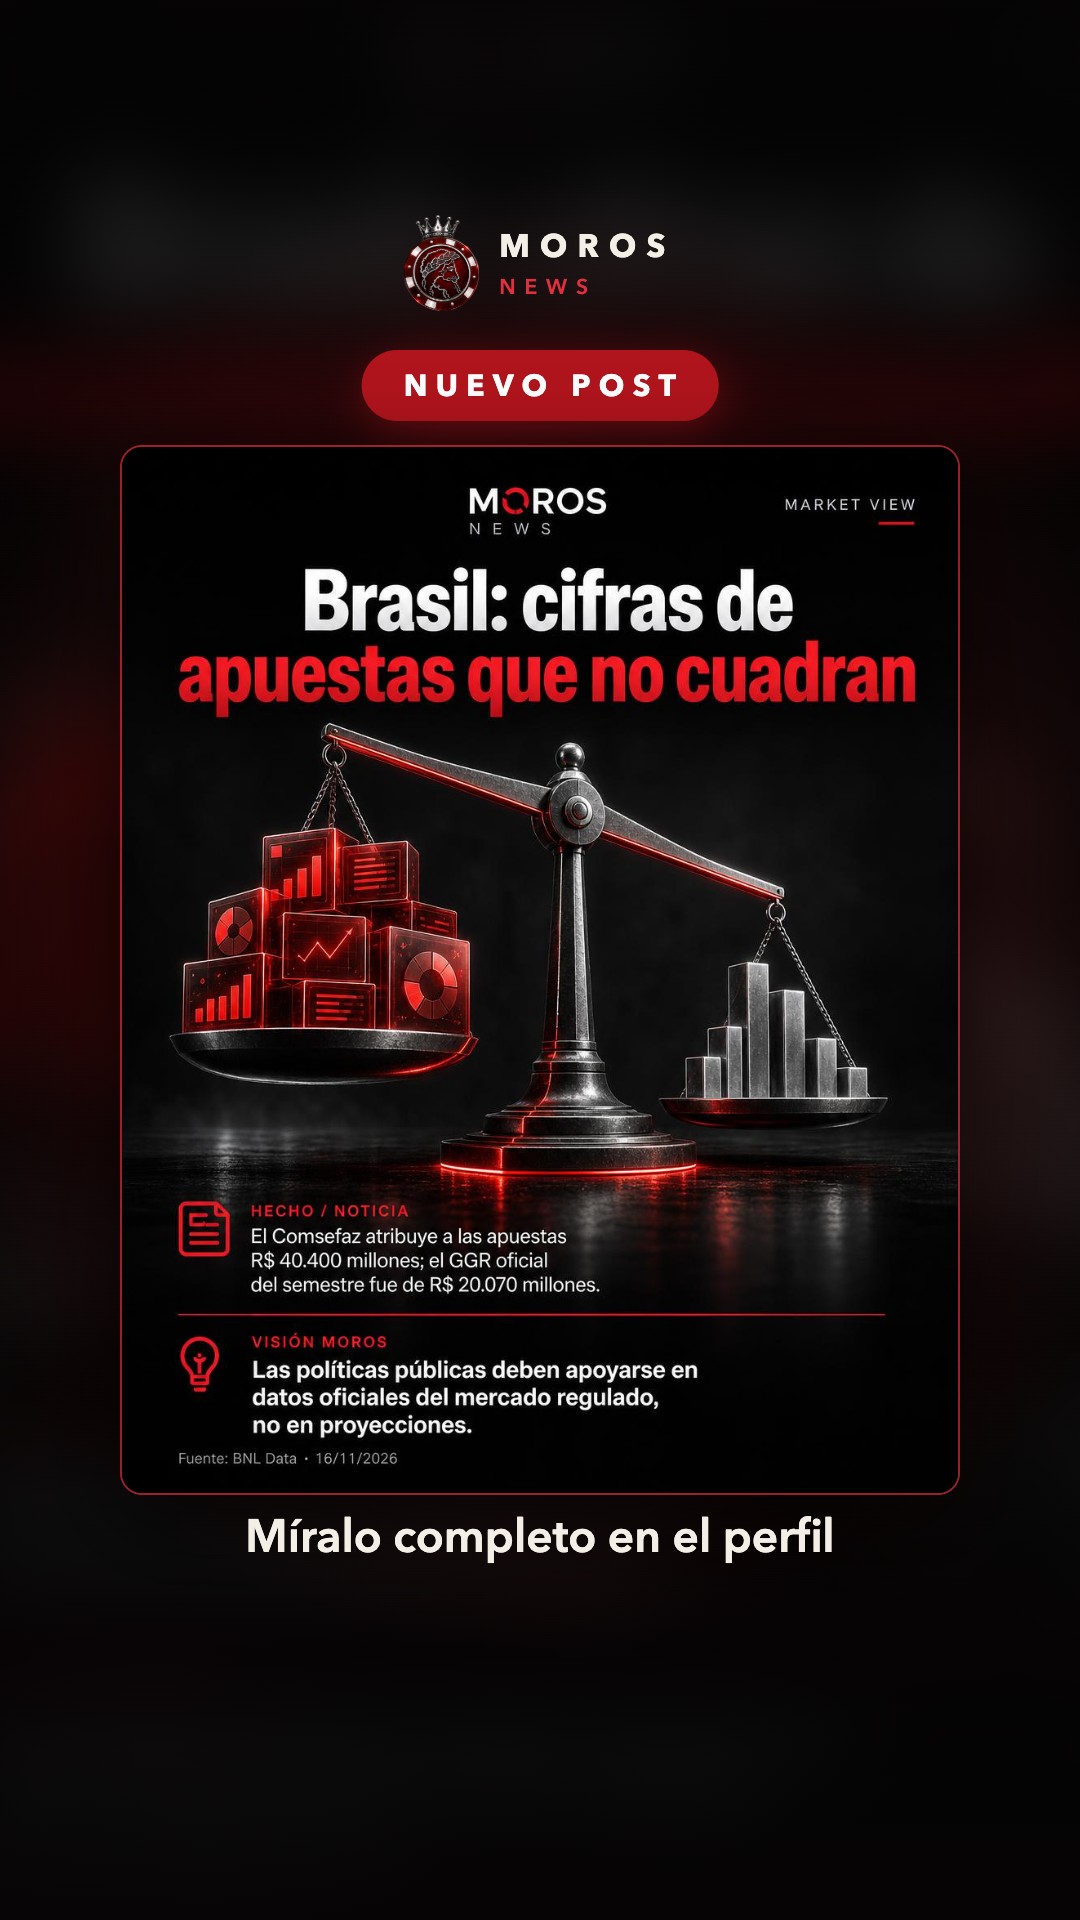 MOROS
NEWS
NUEVO POST
MOROS
NEWS
MARKET VIEW
Brasil: cifras de
apuestas que no cuadran
HECHO / NOTICIA
El Comsefaz atribuye a las apuestas
R$ 40.400 millones; el GGR oficial
del semestre fue de R$ 20.070 millones.
VISIÓN MOROS
Las políticas públicas deben apoyarse en
datos oficiales del mercado regulado,
no en proyecciones.
Fuente: BNL Data • 16/11/2026
Míralo completo en el perfil